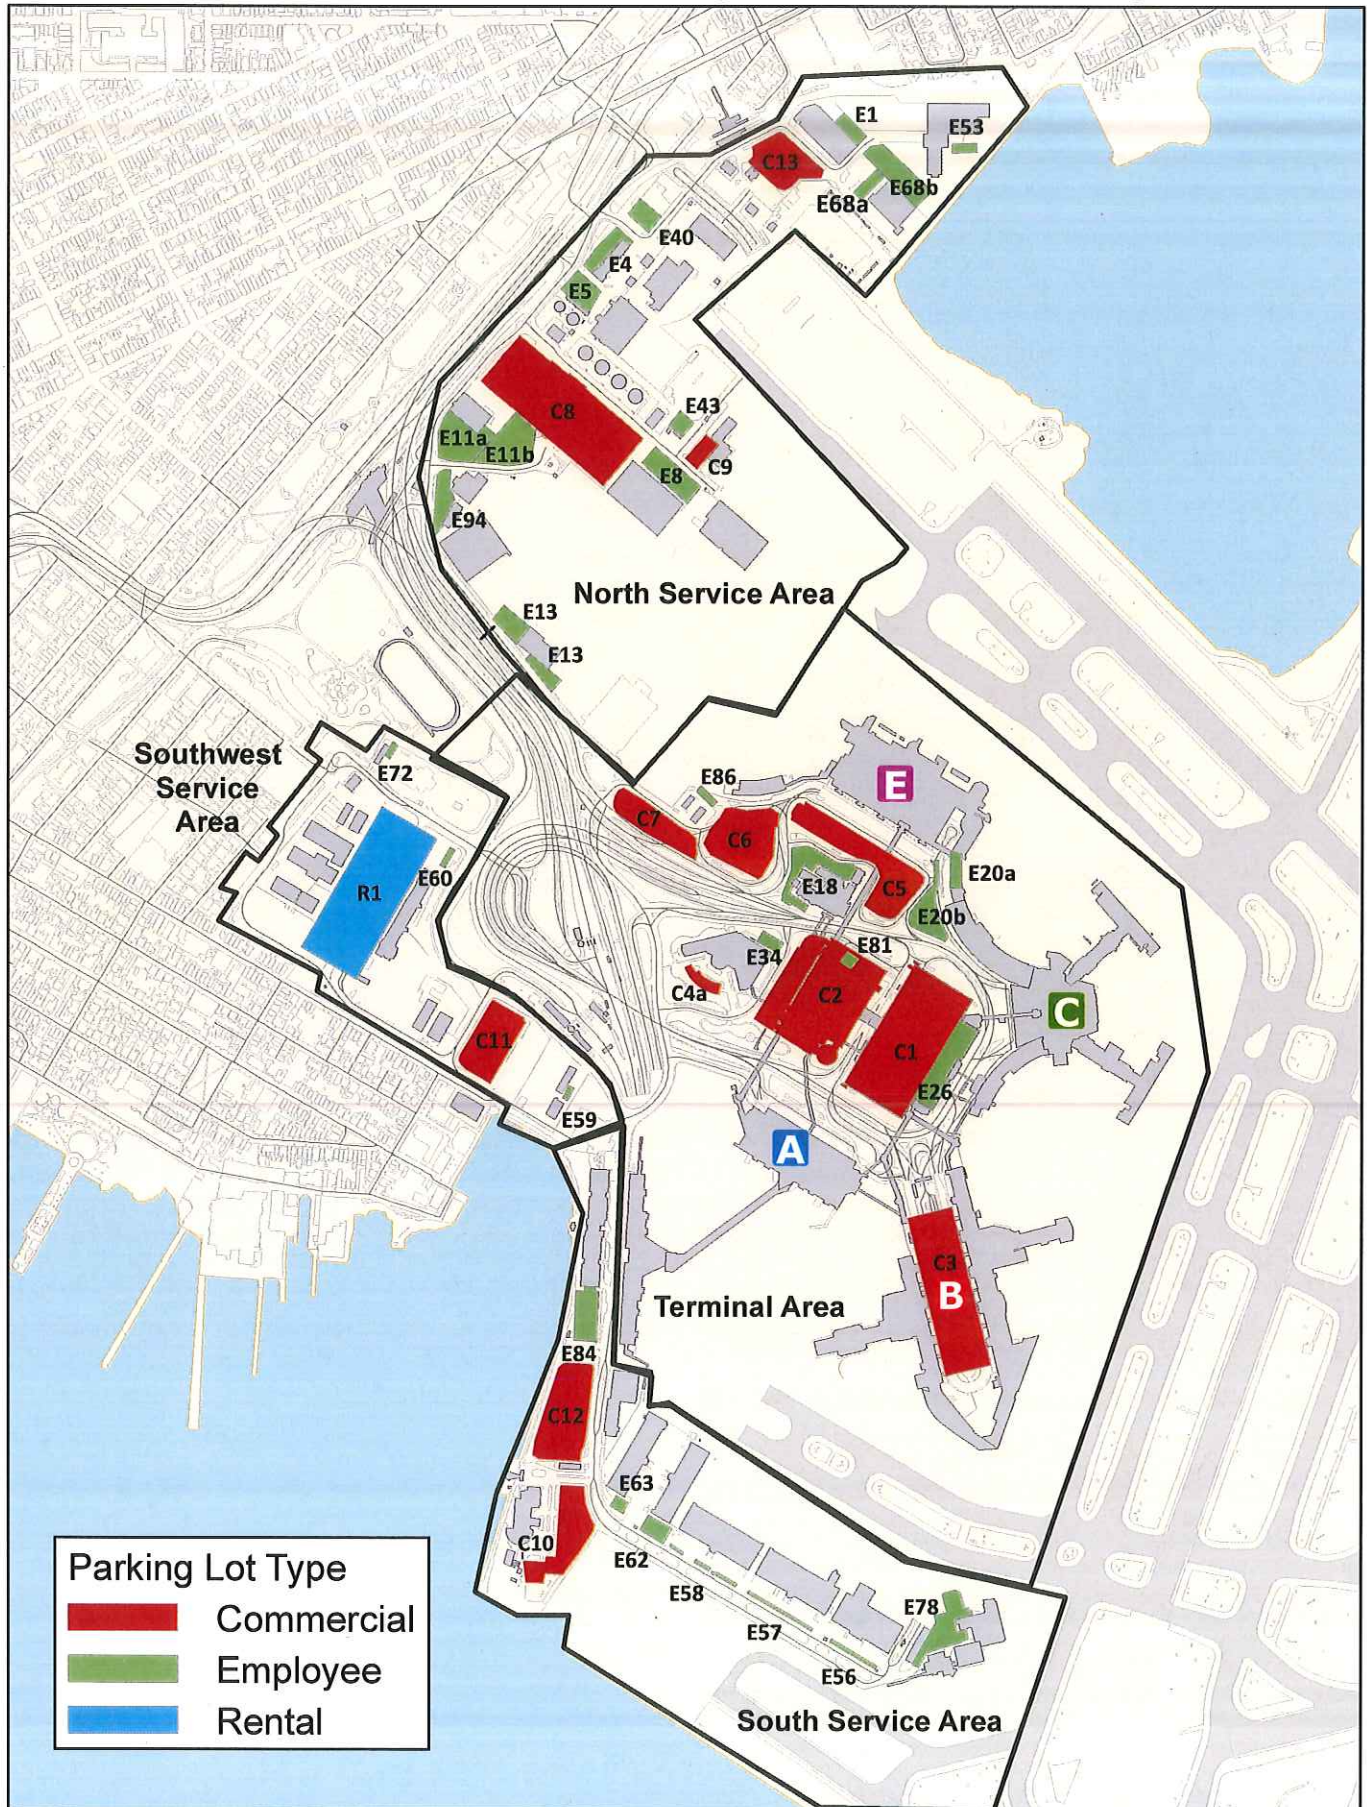 E1
E53
C13
E68b
E68a
E40
E4
E5
C8
E43
E11a
E11b
C9
E8
E94
North Service Area
E13
E13
Southwest
Service
Area
E72
E86
E
C7
C6
E20a
R1
E60
E18
C5
E20b
E81
E34
C4a
C2
C
C11
C1
E26
E59
A
C3
B
Terminal Area
E84
C12
E63
C10
E62
E58
E78
E57
E56
South Service Area
Parking Lot Type
Commercial
Employee
Rental